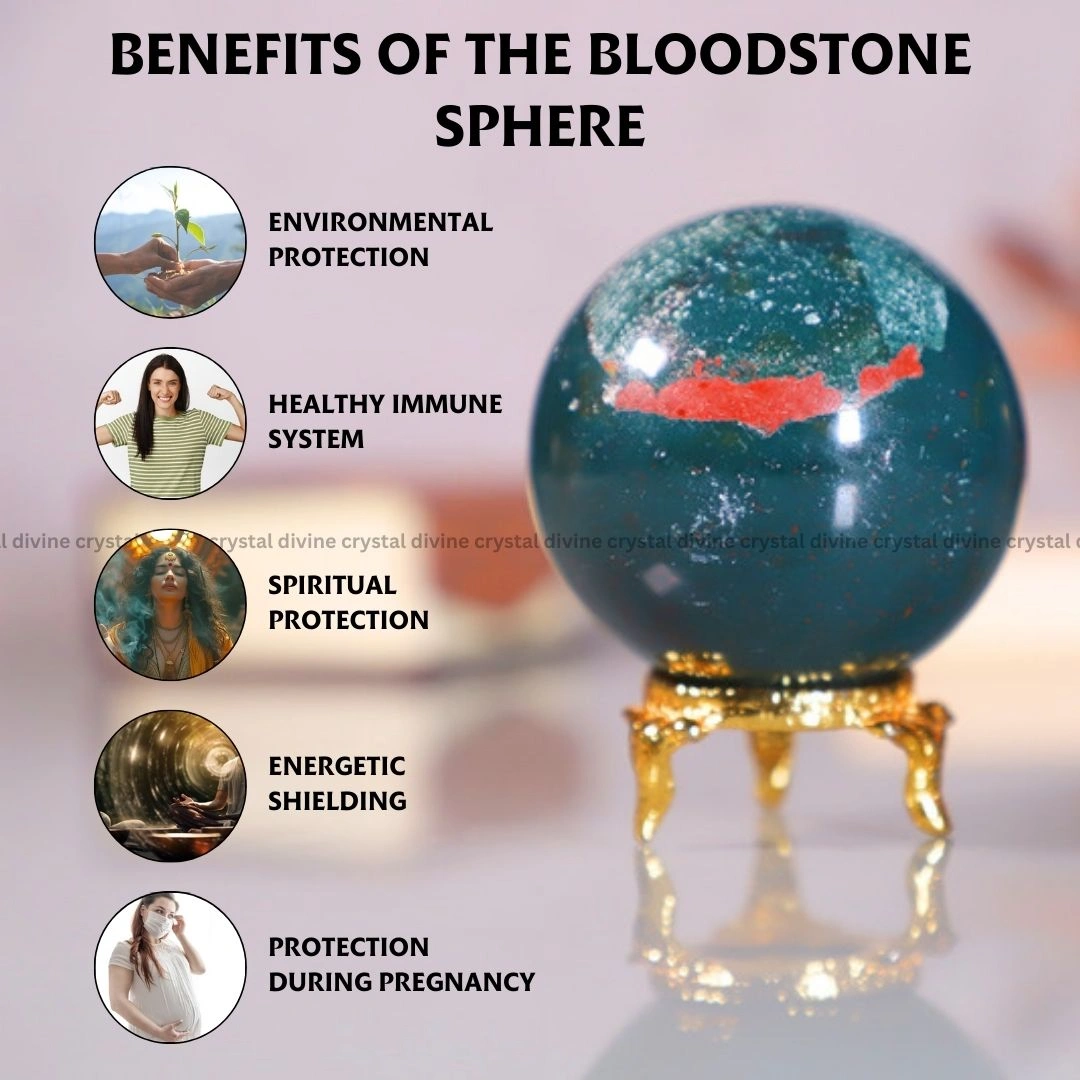 BENEFITS OF THE BLOODSTONE
SPHERE
ENVIRONMENTAL
PROTECTION
HEALTHY IMMUNE
SYSTEM
l divine crystal crystal divine crystal divine crystal divine crystal divine crystal divine crystal
SPIRITUAL
PROTECTION
ENERGETIC
SHIELDING
PROTECTION
DURING PREGNANCY